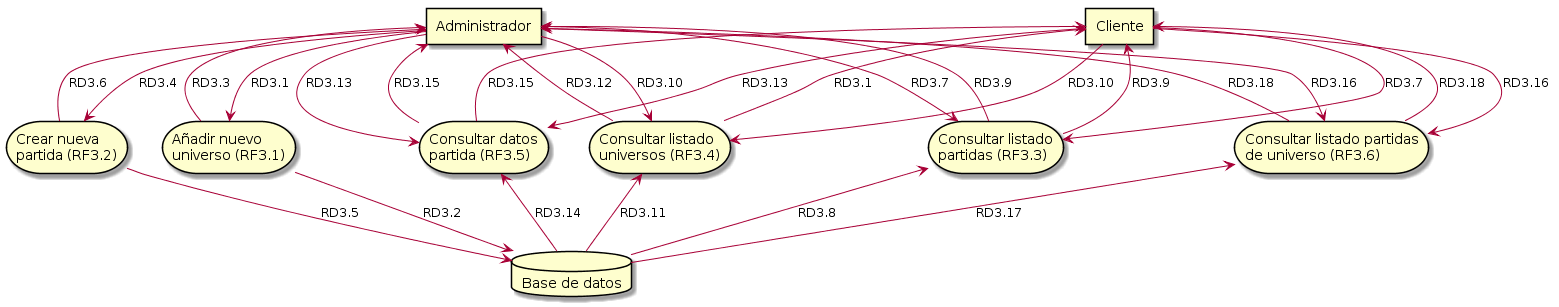 Administrador
Cliente
RD3.6
RD3.4
RD3.3
RD3.1
RD3.13
RD3.15
RD3.15
RD3.12
RD3.10
RD3.13
RD3.1
RD3.7
RD3.9
RD3.10
RD3.9
RD3.18
RD3.16
RD3.7
RD3.18
RD3.16
Crear nueva
partida (RF3.2)
Añadir nuevo
universo (RF3.1)
Consultar datos
partida (RF3.5)
Consultar listado
universos (RF3.4)
Consultar listado
partidas (RF3.3)
Consultar listado partidas
de universo (RF3.6)
RD3.5
RD3.2
RD3.14
RD3.11
RD3.8
RD3.17
Base de datos